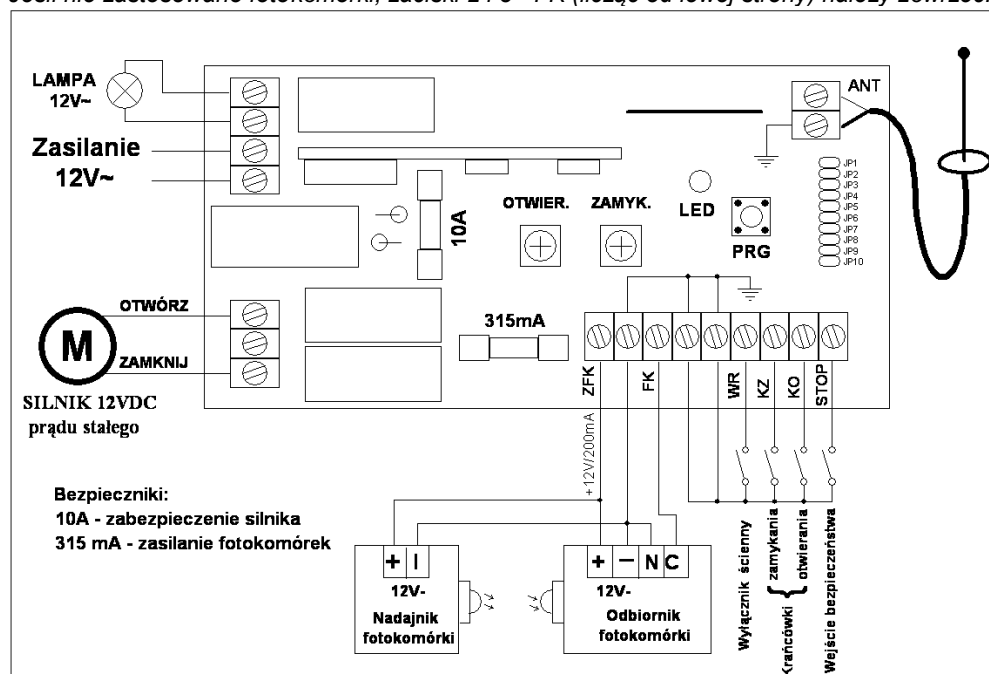 LAMPA
12V~
Zasilanie
12V~
ANT
JP1
JP2
JP3
JP4
JP5
JP6
JP7
JP8
JP9
JP10
10A
OTWIER.
ZAMYK.
LED
PRG
OTWÓRZ
M
ZAMKNIJ
SILNIK 12VDC
prądu stałego
315mA
ZFK
FK
WR
KZ
KO
STOP
+12V/200mA
Bezpieczniki:
10A - zabezpieczenie silnika
315 mA - zasilanie fotokomórek
+ |
12V-
Nadajnik
fotokomórki
+ – N C
12V-
Odbiornik
fotokomórki
Wyłącznik ścienny
zamykania
otwierania
Krańcówki
Wejście bezpieczeństwa